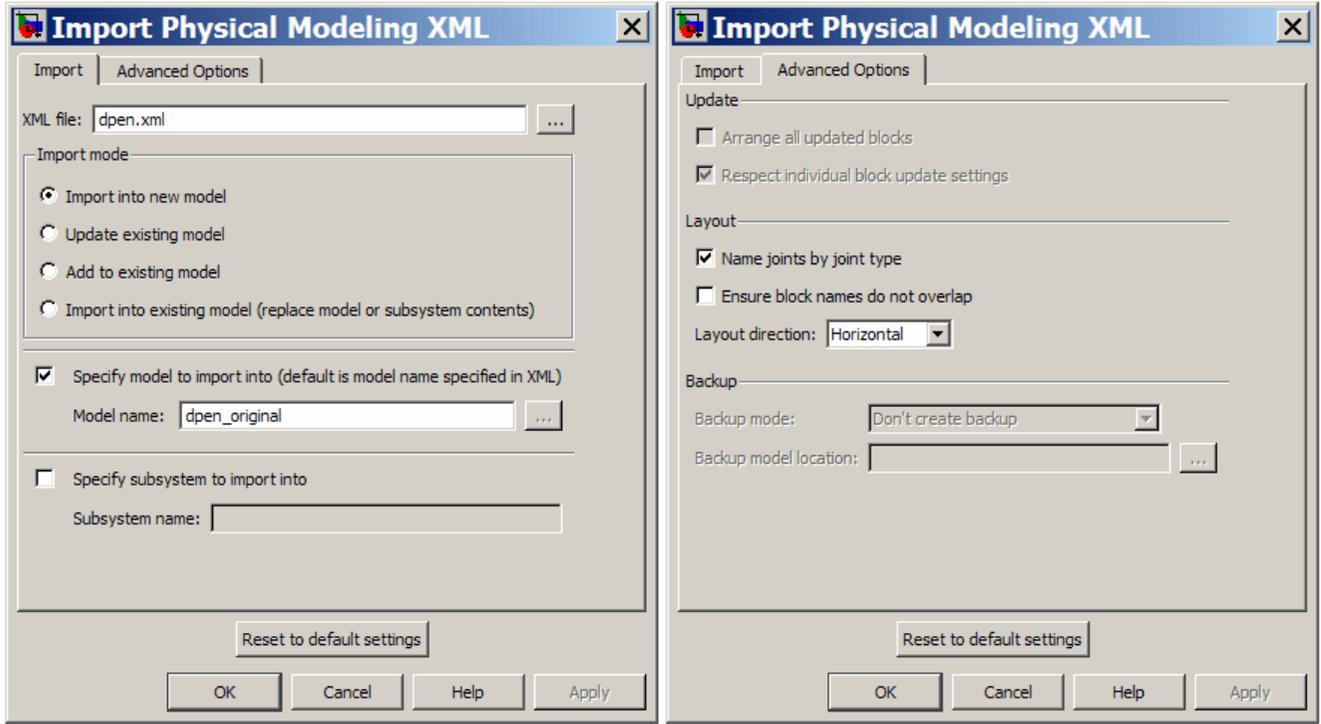 Import Physical Modeling XML
Import
Advanced Options
XML file:
dpen.xml
...
Import mode
Import into new model
Update existing model
Add to existing model
Import into existing model (replace model or subsystem contents)
Specify model to import into (default is model name specified in XML)
Model name:
dpen_original
...
Specify subsystem to import into
Subsystem name:
Reset to default settings
OK
Cancel
Help
Apply
Import Physical Modeling XML
Import
Advanced Options
Update
Arrange all updated blocks
Respect individual block update settings
Layout
Name joints by joint type
Ensure block names do not overlap
Layout direction:
Horizontal
Backup
Backup mode:
Don't create backup
Backup model location:
...
Reset to default settings
OK
Cancel
Help
Apply